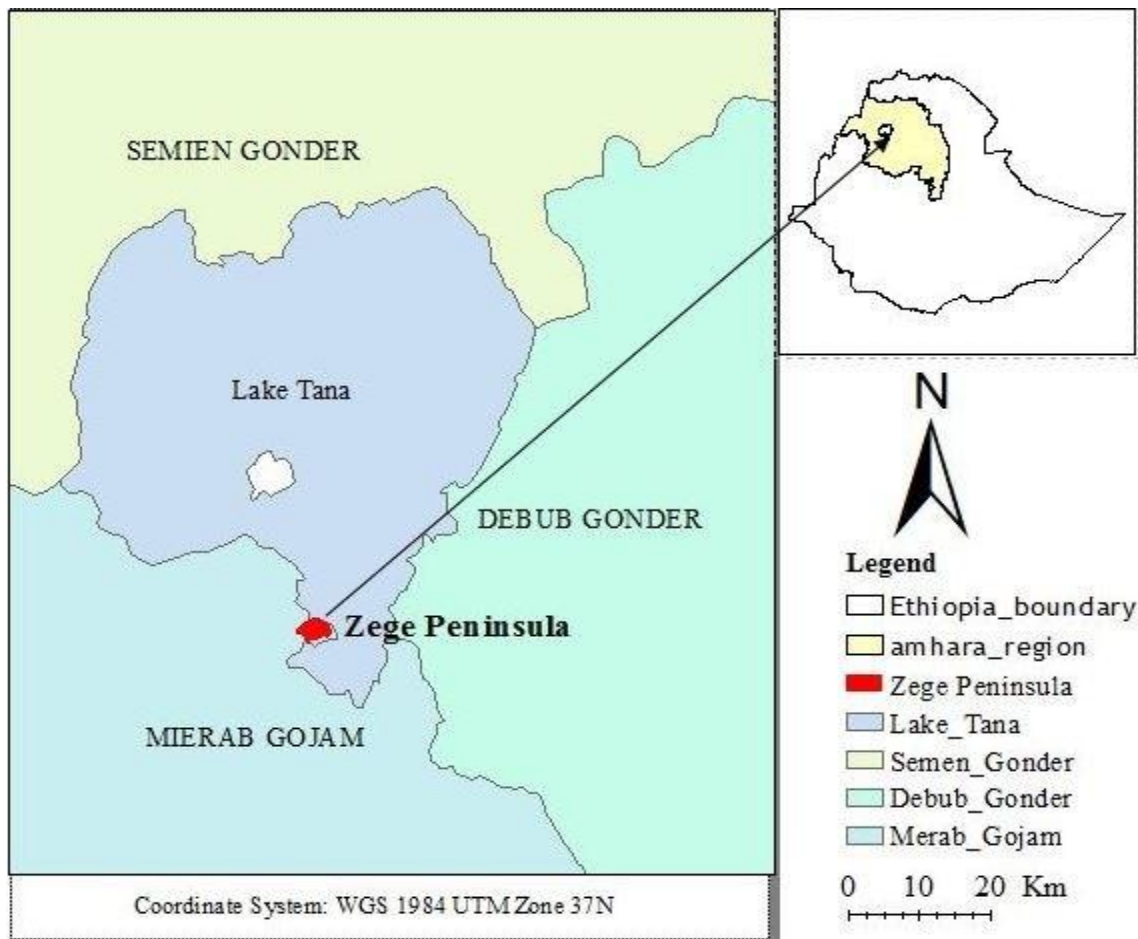 SEMIEN GONDER
Lake Tana
DEBUB GONDER
Zege Peninsula
MIERAB GOJAM
Coordinate System: WGS 1984 UTM Zone 37N
N
Legend
Ethiopia_boundary
amhara_region
Zege Peninsula
Lake_Tana
Semen_Gonder
Debub_Gonder
Merab_Gojam
0 10 20 Km